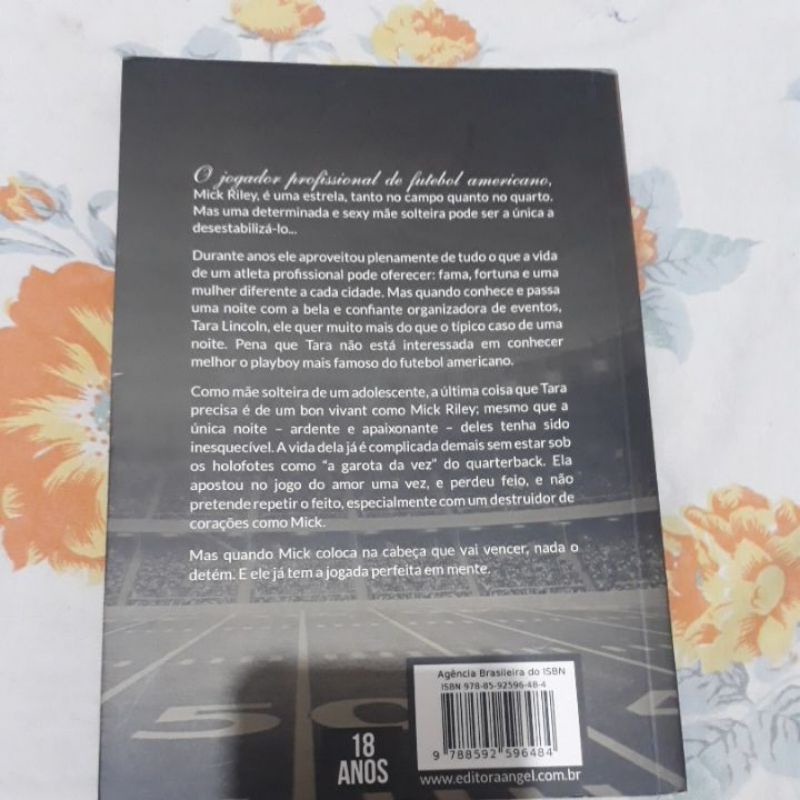 O jogador profissional de futebol americano,
Mick Riley, é uma estrela, tanto no campo quanto no quarto.
Mas uma determinada e sexy mãe solteira pode ser a única a
desestabilizá-lo...
Durante anos ele aproveitou plenamente de tudo o que a vida
de um atleta profissional pode oferecer: fama, fortuna e uma
mulher diferente a cada cidade. Mas quando conhece e passa
uma noite com a bela e confiante organizadora de eventos,
Tara Lincoln, ele quer muito mais do que o típico caso de uma
noite. Pena que Tara não está interessada em conhecer
melhor o playboy mais famoso do futebol americano.
Como mãe solteira de um adolescente, a última coisa que Tara
precisa é de um bon vivant como Mick Riley; mesmo que a
única noite – ardente e apaixonante – deles tenha sido
inesquecível. A vida dela já é complicada demais sem estar sob
os holofotes como "a garota da vez" do quarterback. Ela
apostou no jogo do amor uma vez, e perdeu feio, e não
pretende repetir o feito, especialmente com um destruidor de
corações como Mick.
Mas quando Mick coloca na cabeça que vai vencer, nada o
detém. E ele já tem a jogada perfeita em mente.
Agência Brasileira do ISBN
ISBN 978-85-92596-48-4
9 788592 596484
50
18
ANOS
www.editoraangel.com.br